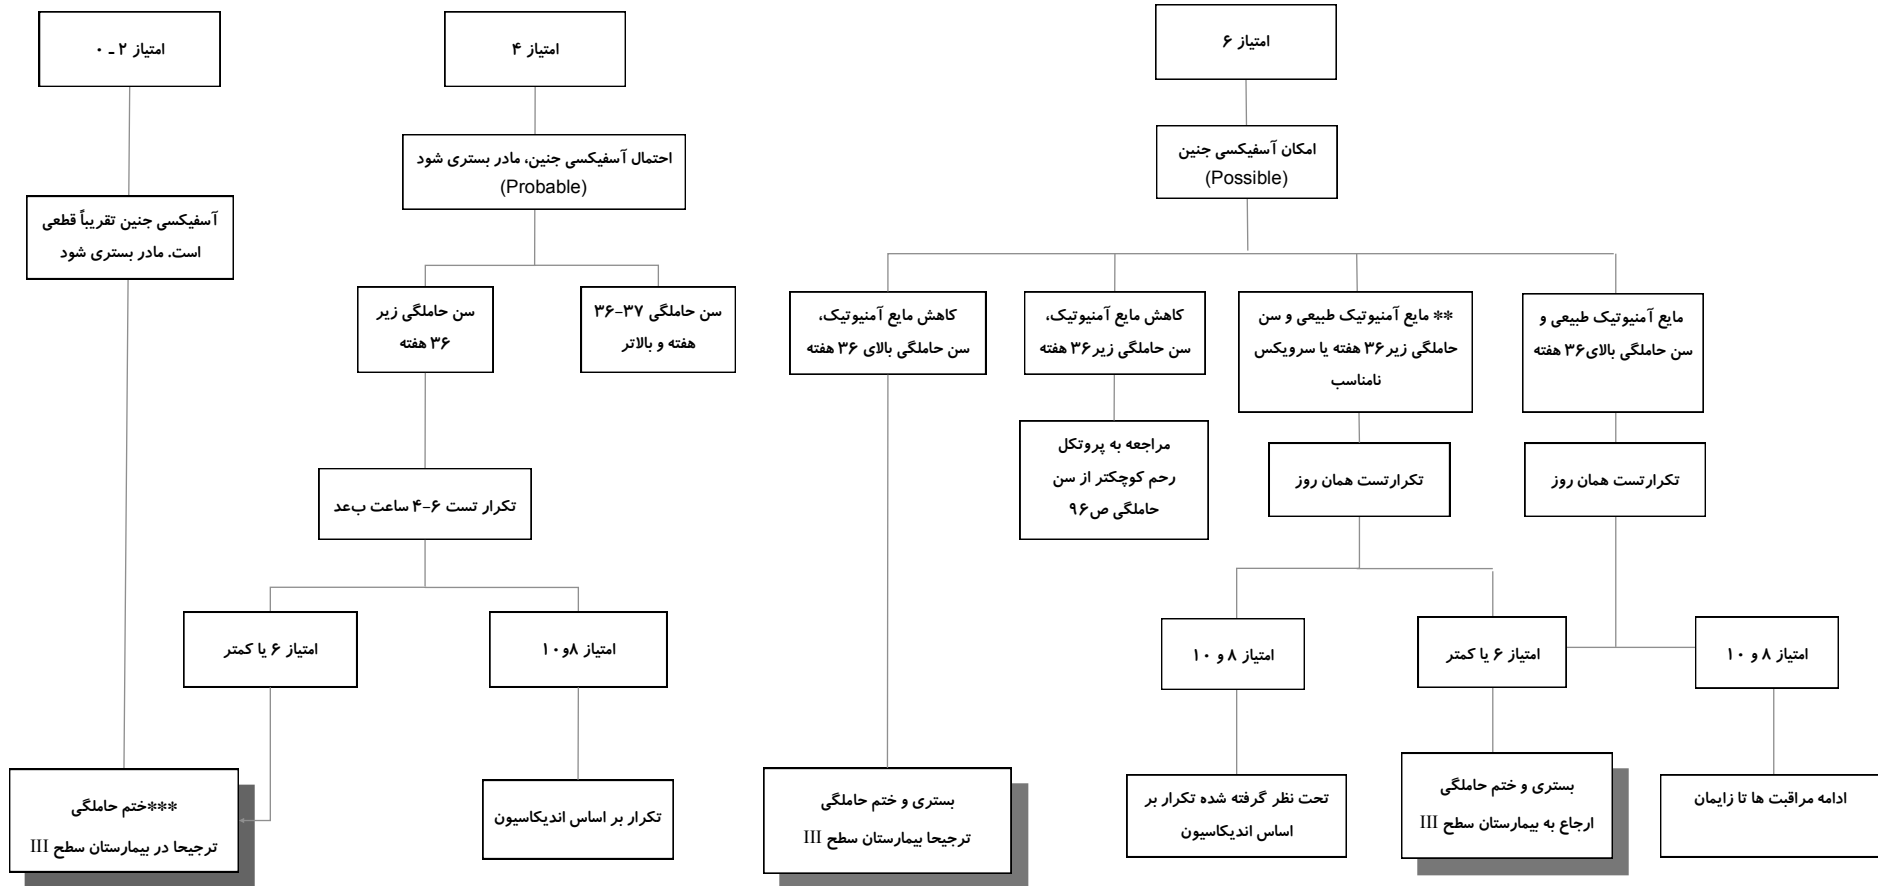 امتیاز ۶
امکان آسفیکسی جنین
(Possible)
مایع آمنیوتیک طبیعی و
سن حاملگی بالای۳۶ هفته
تکرارتست همان روز
امتیاز ۸ و ۱۰
ادامه مراقبت ها تا زایمان
** مایع آمنیوتیک طبیعی و سن
حاملگی زیر۳۶ هفته یا سرویکس
نامناسب
تکرارتست همان روز
امتیاز ۶ یا کمتر
بستری و ختم حاملگی
ارجاع به بیمارستان سطح III
امتیاز ۸ و ۱۰
تحت نظر گرفته شده تکرار بر
اساس اندیکاسیون
کاهش مایع آمنیوتیک،
سن حاملگی زیر۳۶ هفته
مراجعه به پروتکل
رحم کوچکتر از سن
حاملگی ص۹۶
کاهش مایع آمنیوتیک،
سن حاملگی بالای ۳۶ هفته
بستری و ختم حاملگی
ترجیحا بیمارستان سطح III
امتیاز ۴
احتمال آسفیکسی جنین، مادر بستری شود
(Probable)
سن حاملگی ۳۷-۳۶
هفته و بالاتر
سن حاملگی زیر
۳۶ هفته
تکرار تست ۶-۴ ساعت بعد
امتیاز ۸و۱۰
تکرار بر اساس اندیکاسیون
امتیاز ۶ یا کمتر
امتیاز ۲ ـ ۰
آسفیکسی جنین تقریباً قطعی
است. مادر بستری شود
***ختم حاملگی
ترجیحا در بیمارستان سطح III